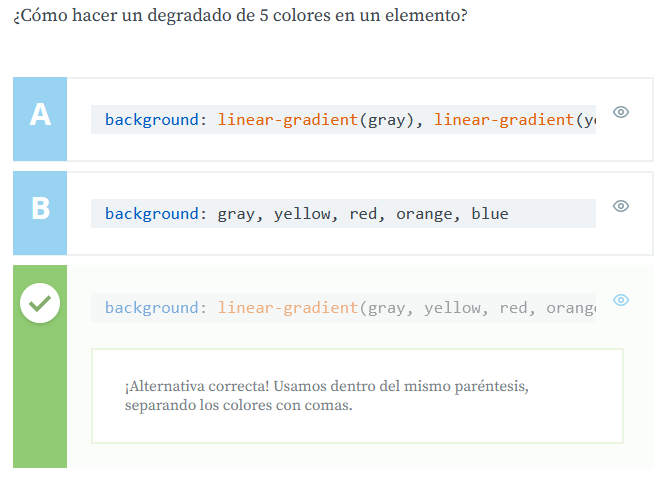 ¿Cómo hacer un degradado de 5 colores en un elemento?
A
background: linear-gradient(gray), linear-gradient(
B
background: gray, yellow, red, orange, blue
background: linear-gradient(gray, yellow, red,
¡Alternativa correcta! Usamos dentro del mismo paréntesis,
separando los colores con comas.